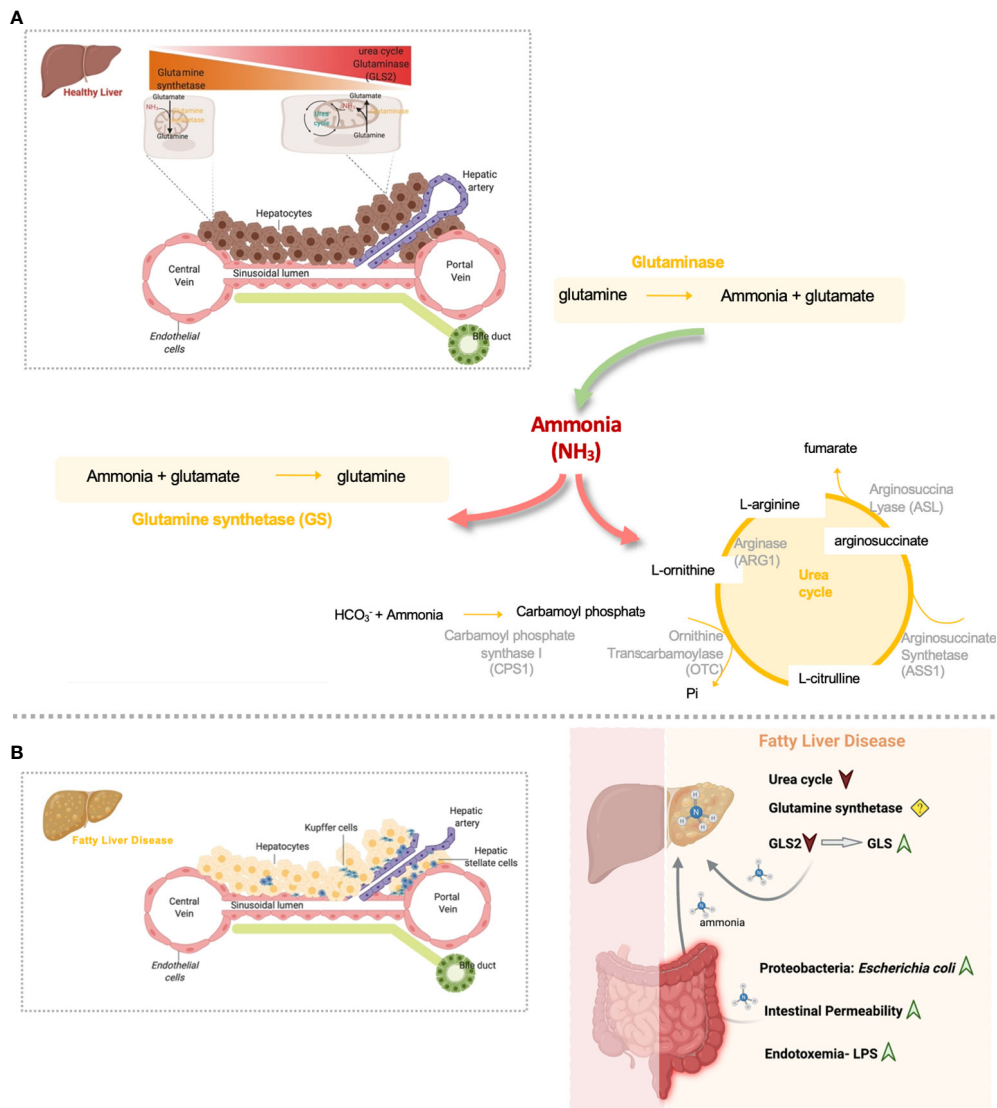 A
Healthy Liver
urea cycle
Glutaminase
(GLS2)
Glutamine
synthetase
Glutamate
NH3
Glutamine
Glutamate
NH3
Glutaminase
Urea
cycle
Glutamine
Hepatic
artery
Hepatocytes
Central
Vein
Sinusoidal lumen
Portal
Vein
Endothelial
cells
Bile duct
Glutaminase
glutamine
Ammonia + glutamate
Ammonia
(NH₃)
Ammonia + glutamate
glutamine
Glutamine synthetase (GS)
fumarate
L-arginine
Arginosuccina
Lyase (ASL)
arginosuccinate
Arginase
(ARG1)
L-ornithine
Urea
cycle
HCO₃⁻ + Ammonia
Carbamoyl phosphate
Carbamoyl phosphate
synthase I
(CPS1)
Ornithine
Transcarbamoylase
(OTC)
Arginosuccinate
Synthetase
(ASS1)
L-citrulline
Pi
B
Fatty Liver Disease
Kupffer cells
Hepatic
artery
Hepatocytes
Hepatic
stellate cells
Central
Vein
Sinusoidal lumen
Portal
Vein
Endothelial
cells
Bile duct
Fatty Liver Disease
Urea cycle
Glutamine synthetase ?
GLS2
GLS
H
N
H
H
H
ammonia
Proteobacteria: Escherichia coli
Intestinal Permeability
Endotoxemia- LPS